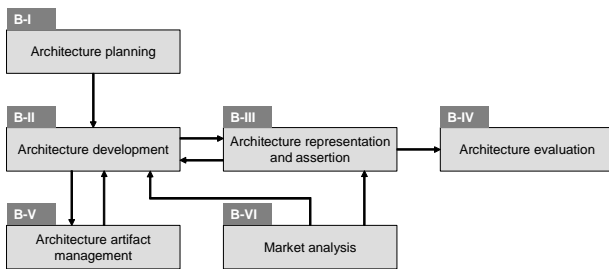 B-I
Architecture planning
B-II
Architecture development
B-III
Architecture representation
and assertion
B-IV
Architecture evaluation
B-V
Architecture artifact
management
B-VI
Market analysis